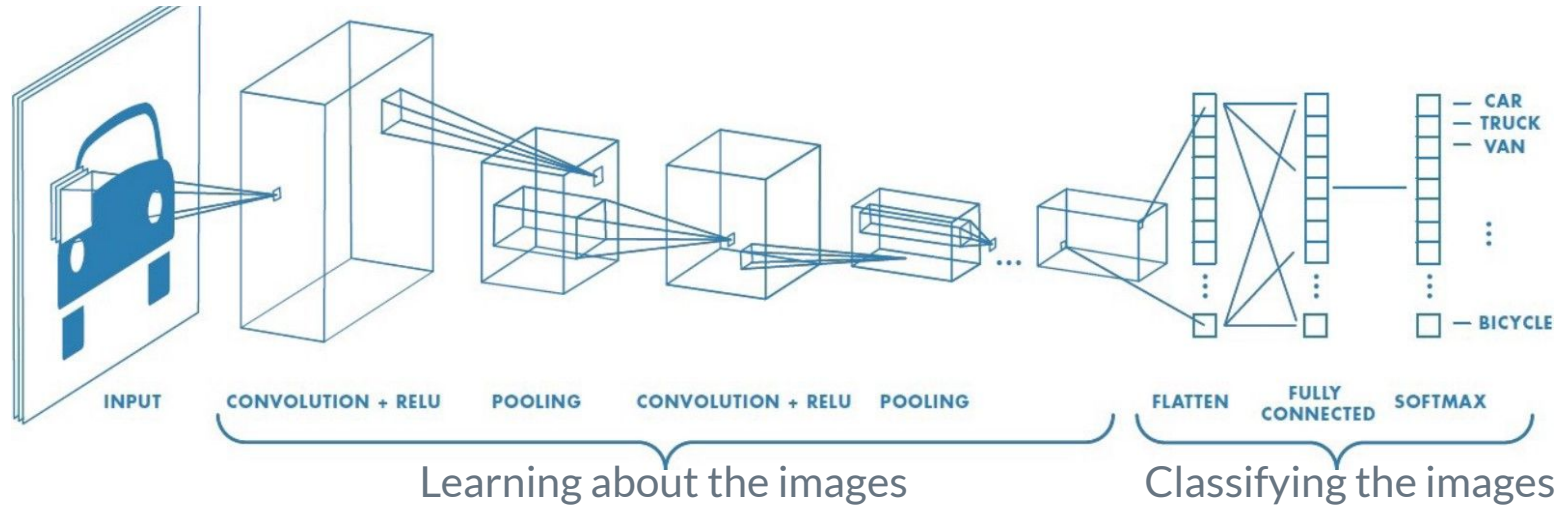 CAR
TRUCK
VAN
BICYCLE
INPUT
CONVOLUTION + RELU
POOLING
CONVOLUTION + RELU
POOLING
FLATTEN
FULLY
CONNECTED
SOFTMAX
Learning about the images
Classifying the images